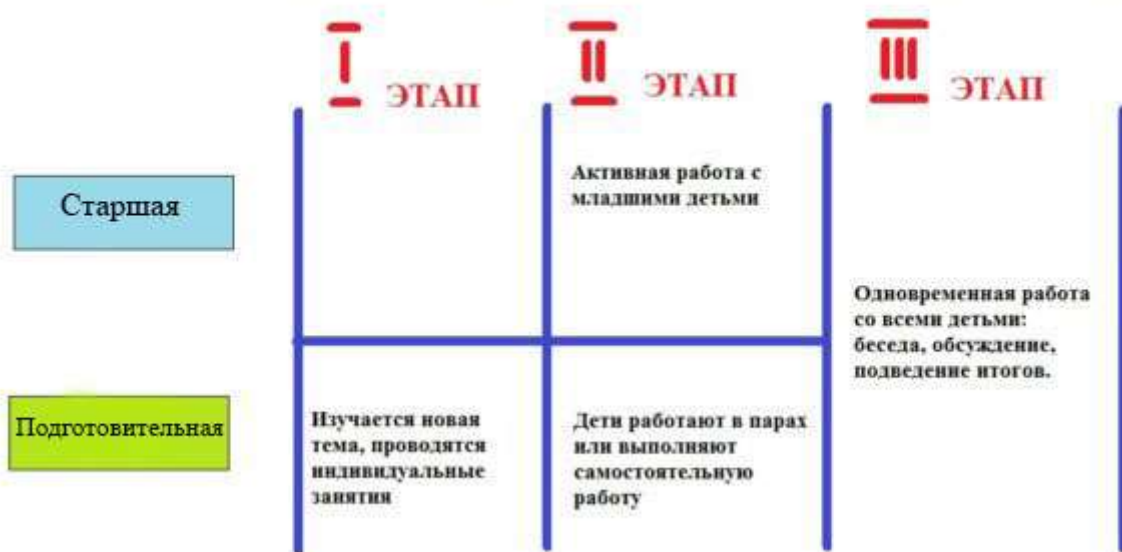 I ЭТАП
II ЭТАП
III ЭТАП
Старшая
Активная работа с
младшими детьми
Одновременная работа
со всеми детьми:
беседа, обсуждение,
подведение итогов.
Подготовительная
Изучается новая
тема, проводятся
индивидуальные
занятия
Дети работают в парах
или выполняют
самостоятельную
работу